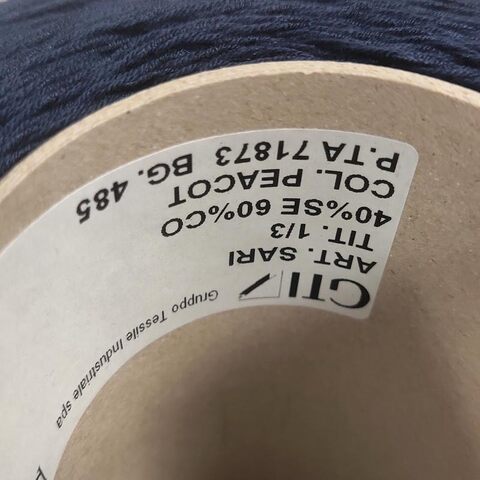 GTI
Gruppo Tessile Industriale spa
ART. SARI
TIT. 1/3
40%SE 60%CO
COL. PEACOT
P.TA 71873 BG. 485